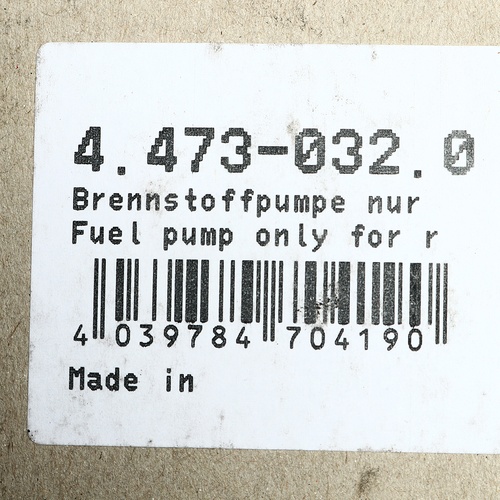 4.473-032.0
Brennstoffpumpe nur
Fuel pump only for r
4 039784 704190
Made in